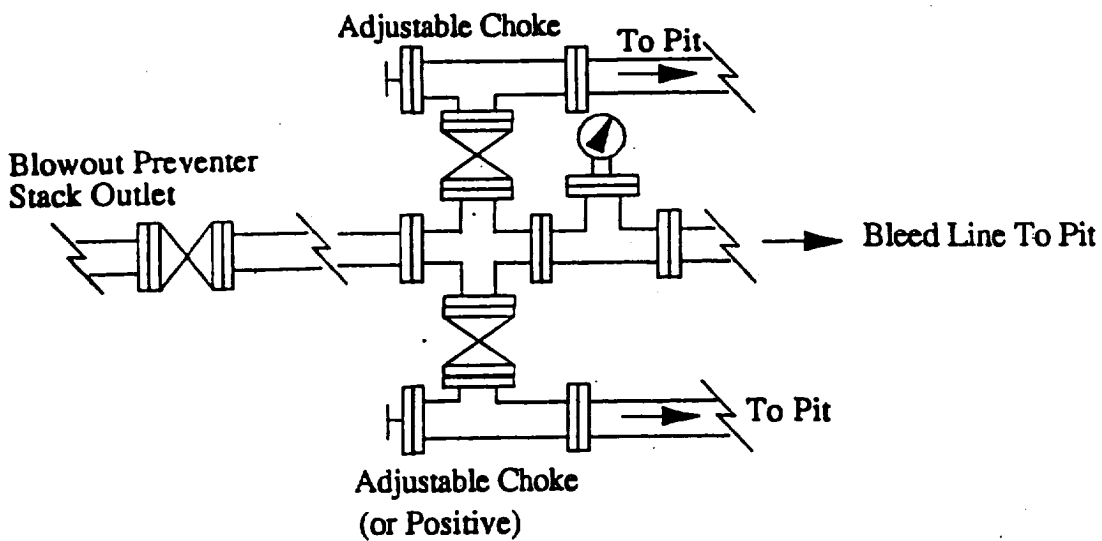 Adjustable Choke
To Pit
Blowout Preventer
Stack Outlet
Bleed Line To Pit
To Pit
Adjustable Choke
(or Positive)